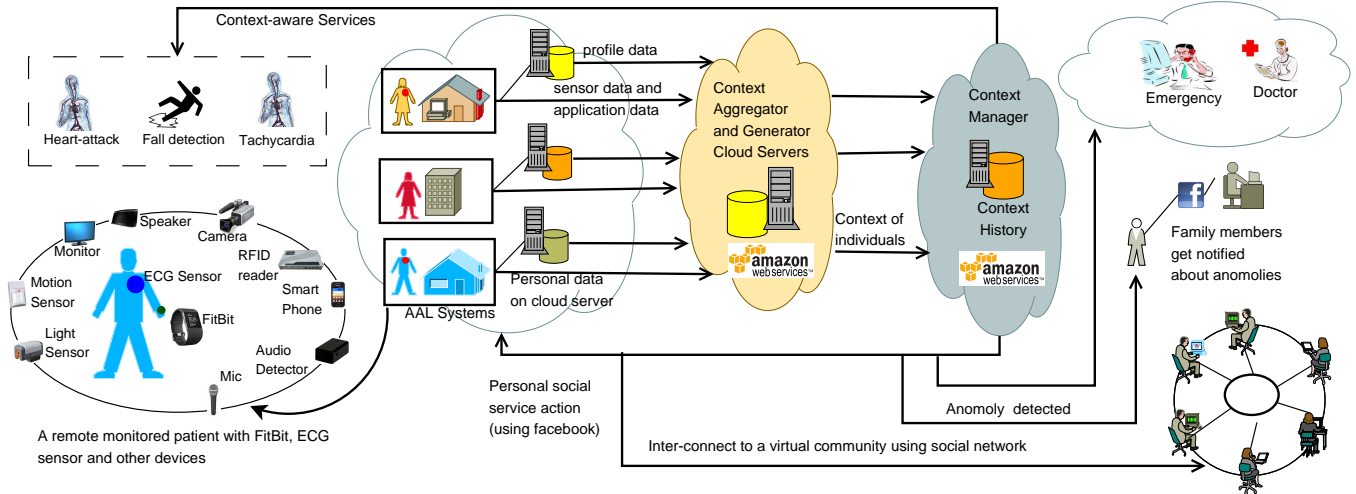 Context-aware Services
Heart-attack
Fall detection
Tachycardia
profile data
sensor data and
application data
Personal data
on cloud server
AAL Systems
Context
Aggregator
and Generator
Cloud Servers
amazon
webservices™
Context of
individuals
Context
Manager
Context
History
amazon
webservices™
Emergency
Doctor
f
Family members
get notified
about anomolies
Speaker
Camera
Monitor
RFID
reader
ECG Sensor
Motion
Sensor
Smart
Phone
FitBit
Light
Sensor
Audio
Detector
Mic
A remote monitored patient with FitBit, ECG
sensor and other devices
Personal social
service action
(using facebook)
Anomoly detected
Inter-connect to a virtual community using social network